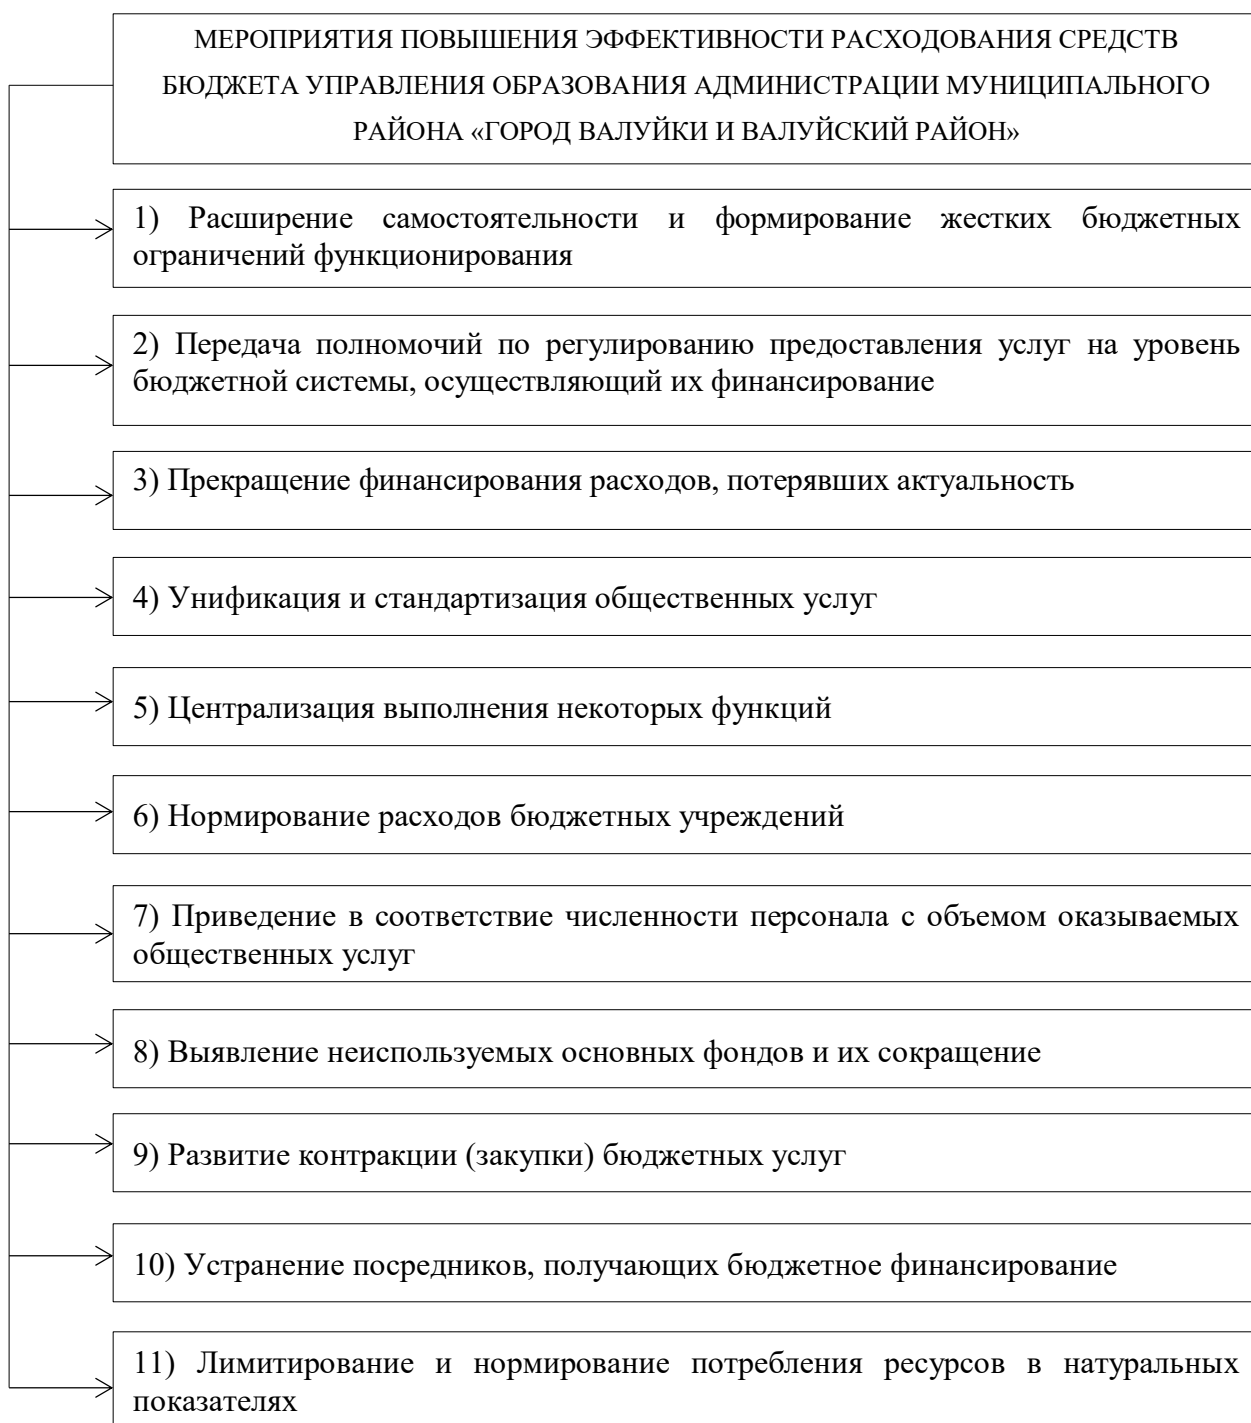 МЕРОПРИЯТИЯ ПОВЫШЕНИЯ ЭФФЕКТИВНОСТИ РАСХОДОВАНИЯ СРЕДСТВ
БЮДЖЕТА УПРАВЛЕНИЯ ОБРАЗОВАНИЯ АДМИНИСТРАЦИИ МУНИЦИПАЛЬНОГО
РАЙОНА «ГОРОД ВАЛУЙКИ И ВАЛУЙСКИЙ РАЙОН»
1) Расширение самостоятельности и формирование жестких бюджетных
ограничений функционирования
2) Передача полномочий по регулированию предоставления услуг на уровень
бюджетной системы, осуществляющий их финансирование
3) Прекращение финансирования расходов, потерявших актуальность
4) Унификация и стандартизация общественных услуг
5) Централизация выполнения некоторых функций
6) Нормирование расходов бюджетных учреждений
7) Приведение в соответствие численности персонала с объемом оказываемых
общественных услуг
8) Выявление неиспользуемых основных фондов и их сокращение
9) Развитие контракции (закупки) бюджетных услуг
10) Устранение посредников, получающих бюджетное финансирование
11) Лимитирование и нормирование потребления ресурсов в натуральных
показателях